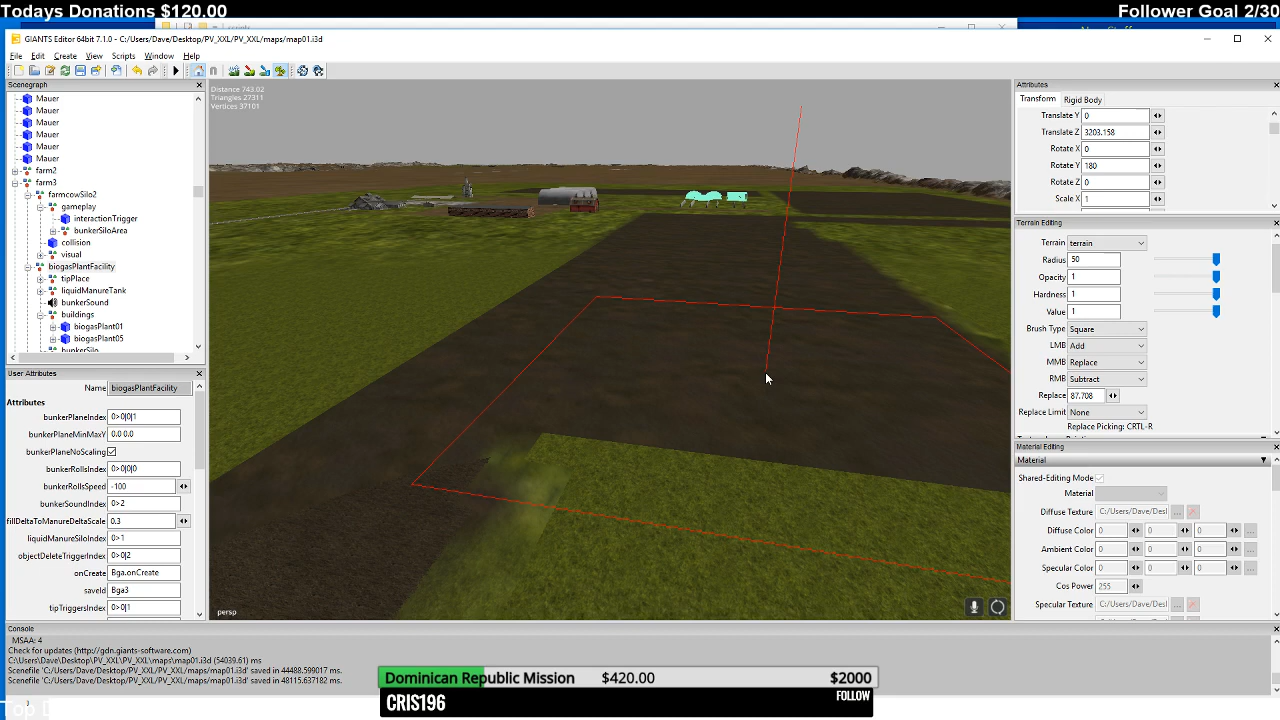 Todays Donations $120.00
Follower Goal 2/30
GIANTS Editor 64bit 7.1.0 - C:/Users/Dave/Desktop/PV_XXL/PV_XXL/maps/map01.i3d
File Edit Create View Scripts Window Help
Scenegraph
Mauer
Mauer
Mauer
Mauer
Mauer
Mauer
farm2
farm3
farmcowSilo2
gameplay
interactionTrigger
bunkerSiloArea
collision
visual
biogasPlantFacility
tipPlace
liquidManureTank
bunkerSound
buildings
biogasPlant01
biogasPlant05
bunkerSilo
User Attributes
Name biogasPlantFacility
Attributes
bunkerPlaneIndex 0>0|0|1
bunkerPlaneMinMaxY 0.0 0.0
bunkerPlaneNoScaling
bunkerRollsIndex 0>0|0|0
bunkerRollsSpeed -100
bunkerSoundIndex 0>2
fillDeltaToManureDeltaScale 0.3
liquidManureSiloIndex 0>1
objectDeleteTriggerIndex 0>0|2
onCreate Bga.onCreate
saveId Bga3
tipTriggersIndex 0>0|1
Distance 743.02
Triangles 27311
Vertices 37101
persp
Attributes
Transform Rigid Body
Translate Y 0
Translate Z 3203.158
Rotate X 0
Rotate Y 180
Rotate Z 0
Scale X 1
Terrain Editing
Terrain: terrain
Radius 50
Opacity 1
Hardness 1
Value 1
Brush Type Square
LMB: Add
MMB: Replace
RMB: Subtract
Replace 87.708
Replace Limit None
Replace Picking: CRTL-R
Material Editing
Material
Shared-Editing Mode
Material
Diffuse Texture C:/Users/Dave/Desl ...
Diffuse Color 0 0 0 ...
Ambient Color 0 0 0 ...
Specular Color 0 0 0 ...
Cos Power 255
Specular Texture C:/Users/Dave/Desl ...
Console
MSAA: 4
Check for updates (http://gdn.giants-software.com)
C:\Users\Dave\Desktop\PV_XXL\PV_XXL\maps\map01.i3d (54039.61) ms
Scenefile 'C:/Users/Dave/Desktop/PV_XXL/PV_XXL/maps/map01.i3d' saved in 44488.599017 ms.
Scenefile 'C:/Users/Dave/Desktop/PV_XXL/PV_XXL/maps/map01.i3d' saved in 48115.637182 ms.
Dominican Republic Mission $420.00 $2000
CRIS196
FOLLOW